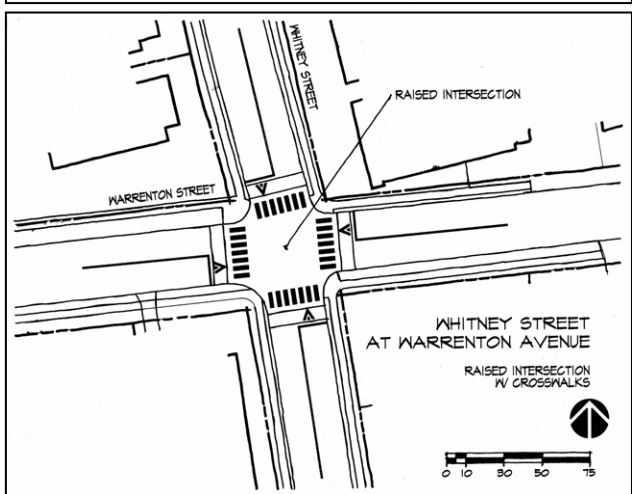 WHITNEY STREET
RAISED INTERSECTION
WARRENTON STREET
WHITNEY STREET
AT WARRENTON AVENUE
RAISED INTERSECTION
W/ CROSSWALKS
0 10 30 50 75